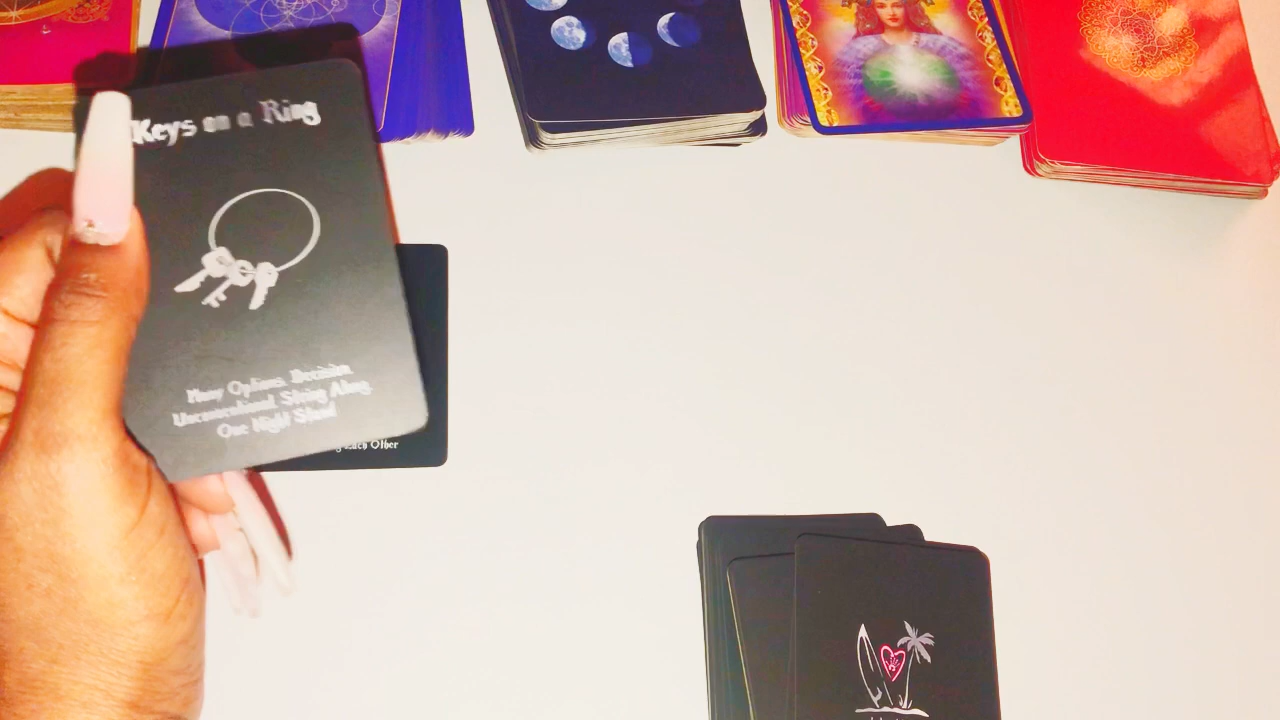 Keys on a Ring
Many Options, Decision
Unconventional, String Along
One Night Stand
Each Other